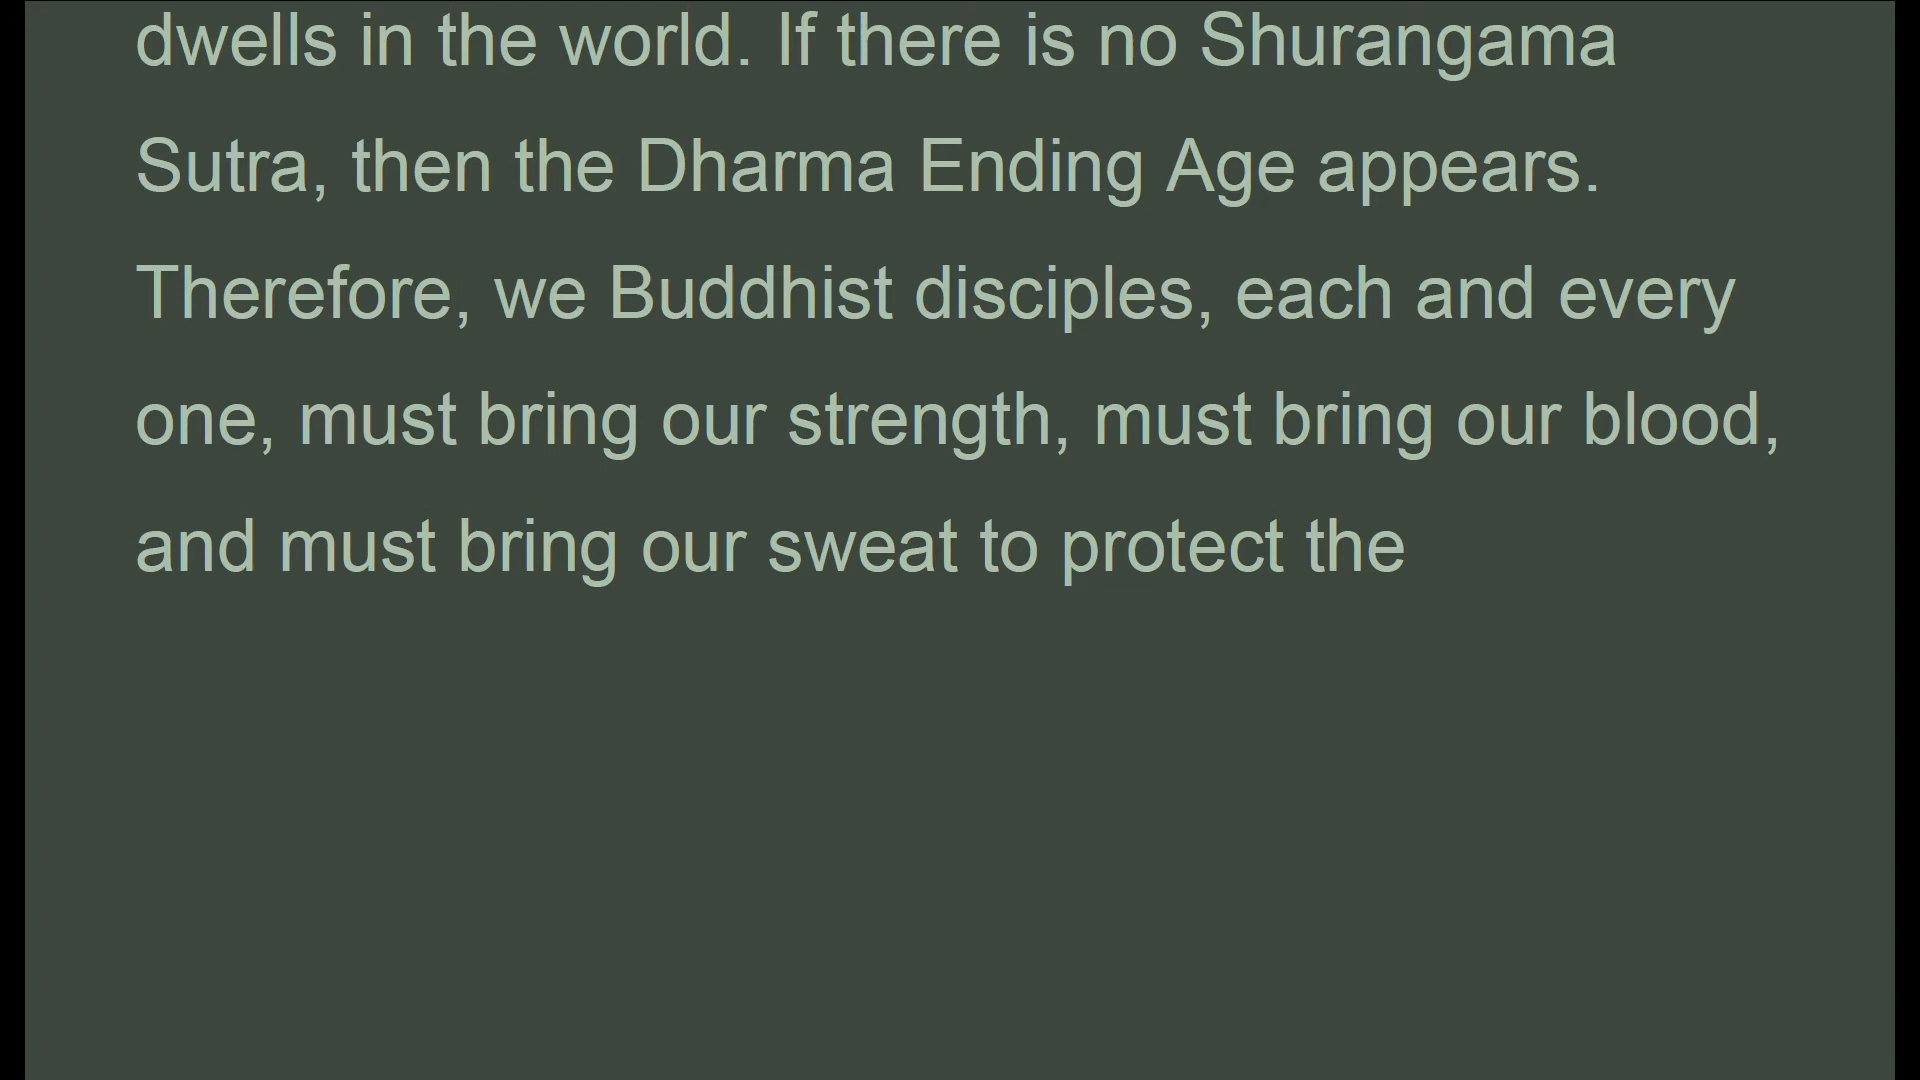 dwells in the world. If there is no Shurangama
Sutra, then the Dharma Ending Age appears.
Therefore, we Buddhist disciples, each and every
one, must bring our strength, must bring our blood,
and must bring our sweat to protect the